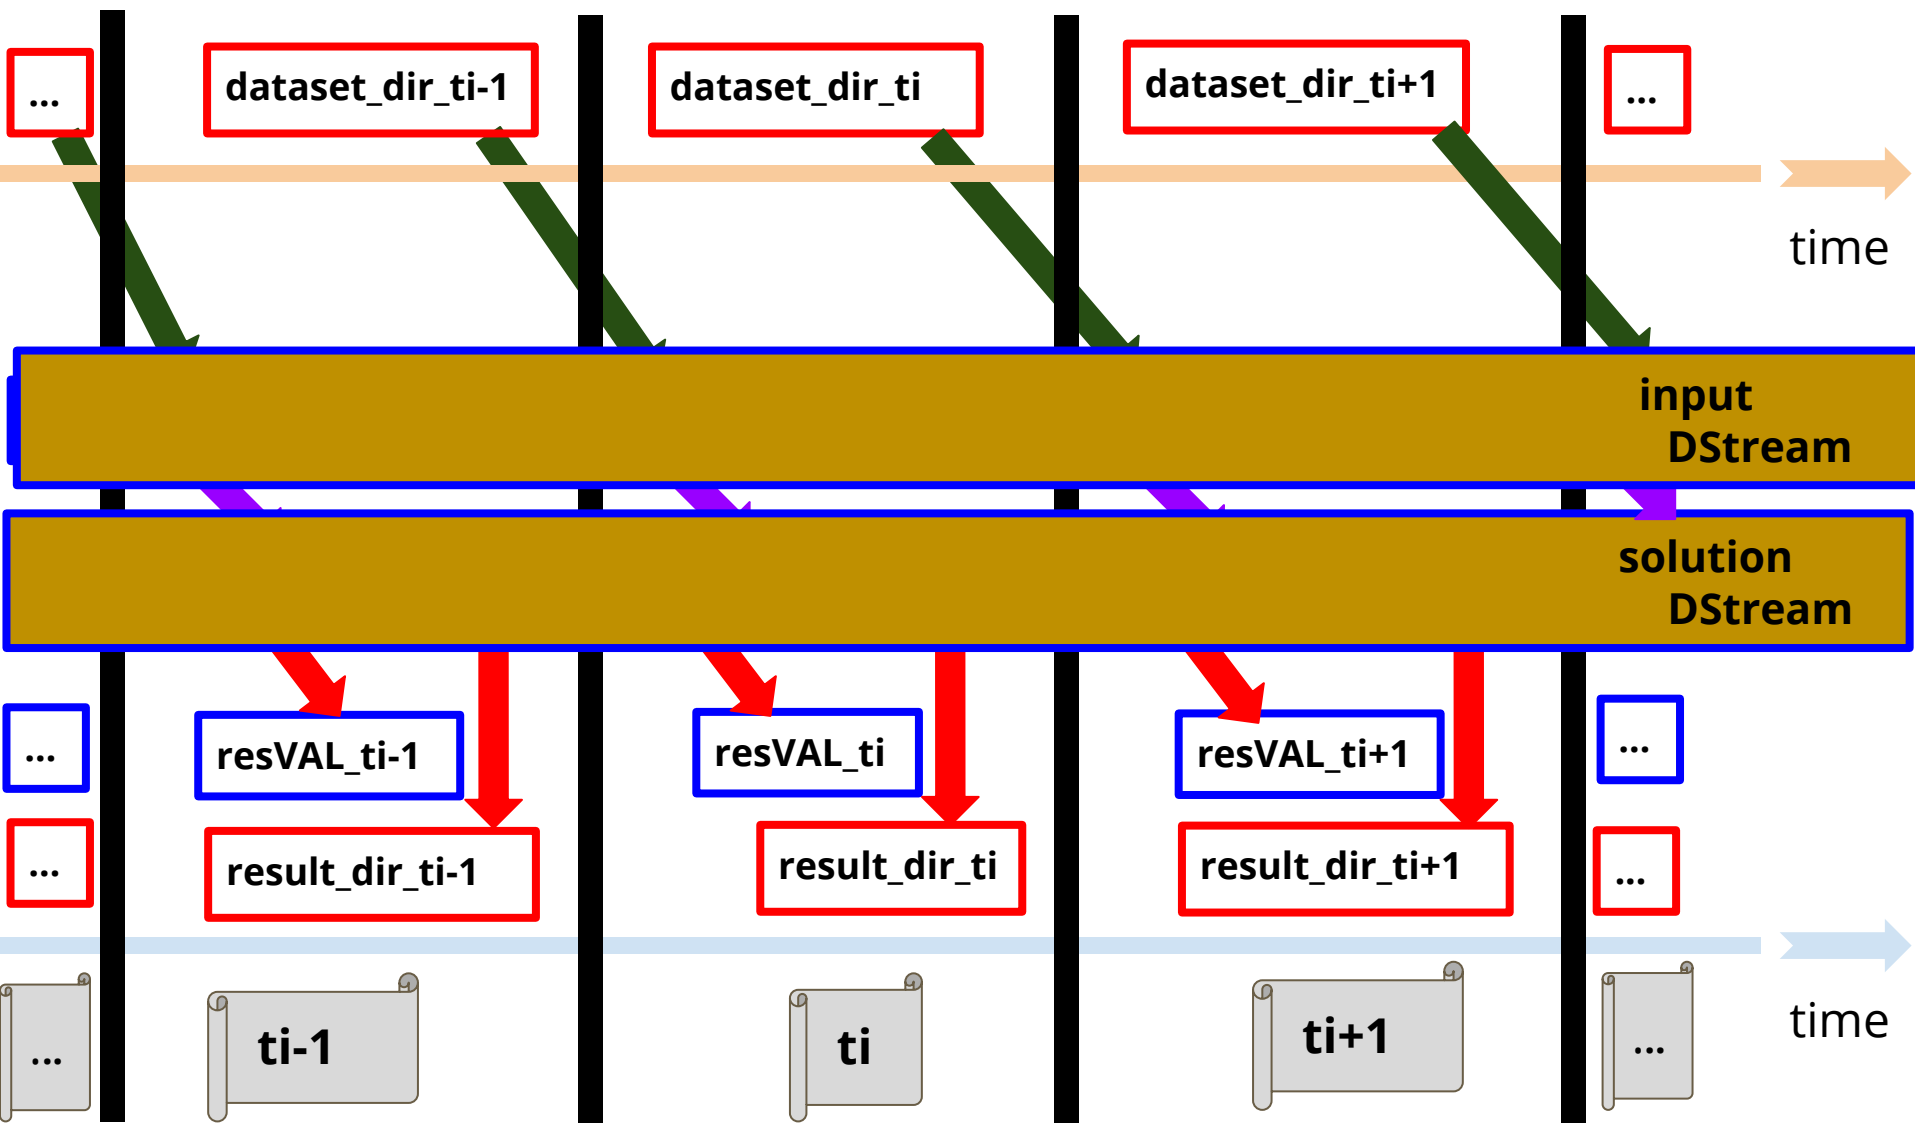 ...
dataset_dir_ti-1
dataset_dir_ti
dataset_dir_ti+1
...
time
input
DStream
solution
DStream
...
resVAL_ti-1
resVAL_ti
resVAL_ti+1
...
...
result_dir_ti-1
result_dir_ti
result_dir_ti+1
...
...
ti-1
ti
ti+1
...
time